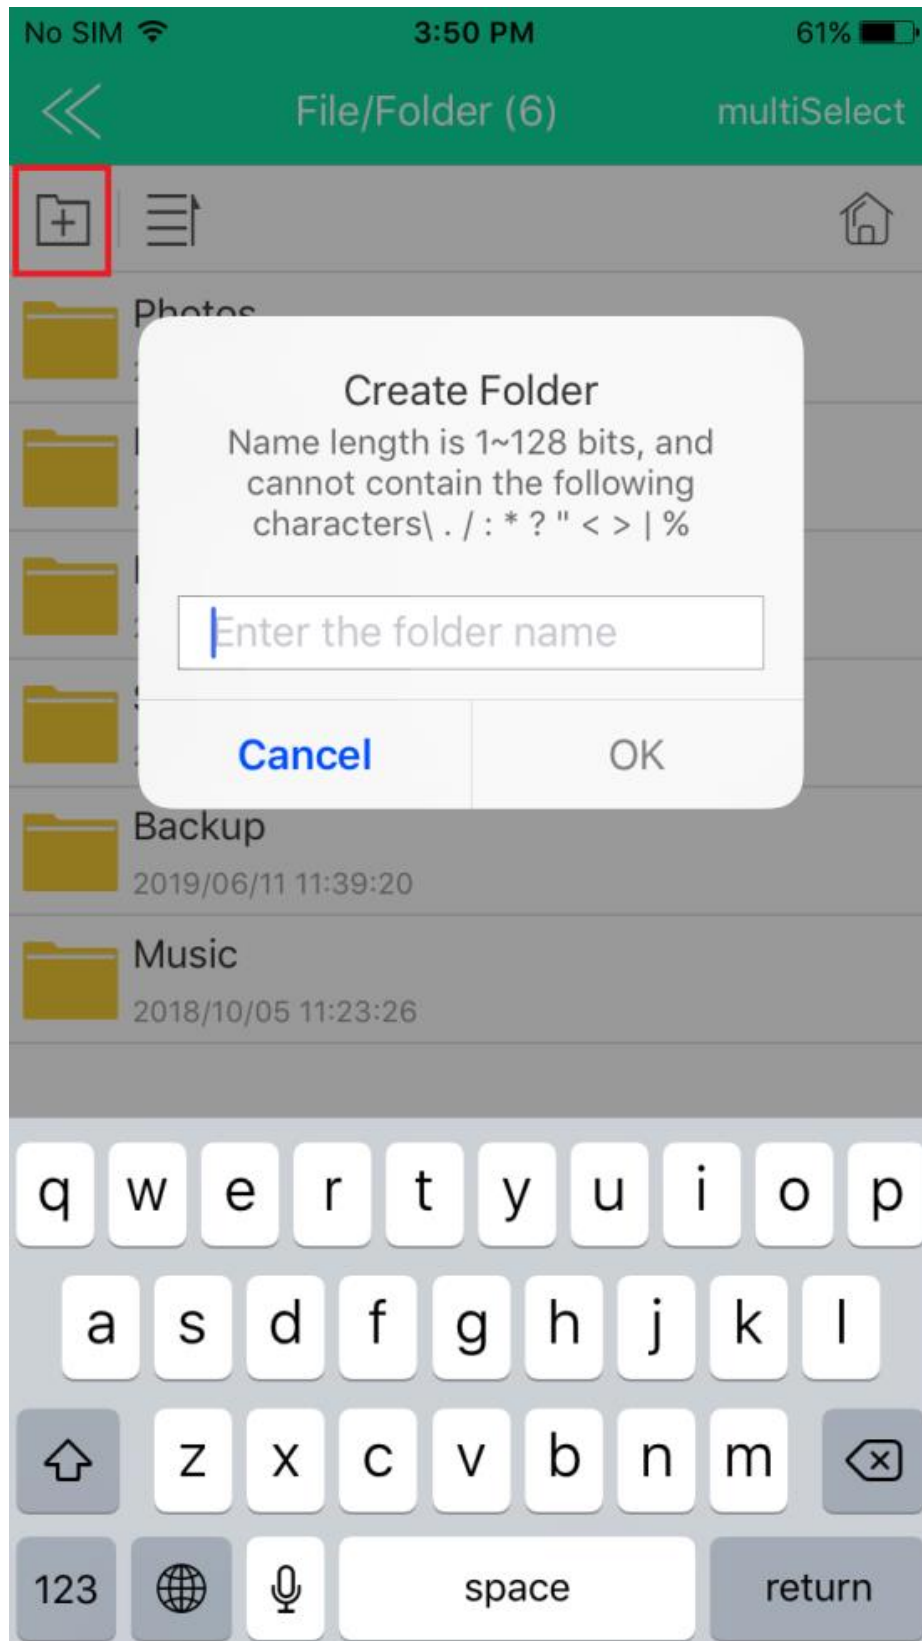 No SIM 3:50 PM 61%
File/Folder (6) multiSelect
Photos
Create Folder
Name length is 1~128 bits, and
cannot contain the following
characters\ . / : * ? " < > | %
Enter the folder name
Cancel OK
Backup
2019/06/11 11:39:20
Music
2018/10/05 11:23:26
q w e r t y u i o p
a s d f g h j k l
z x c v b n m
123 space return